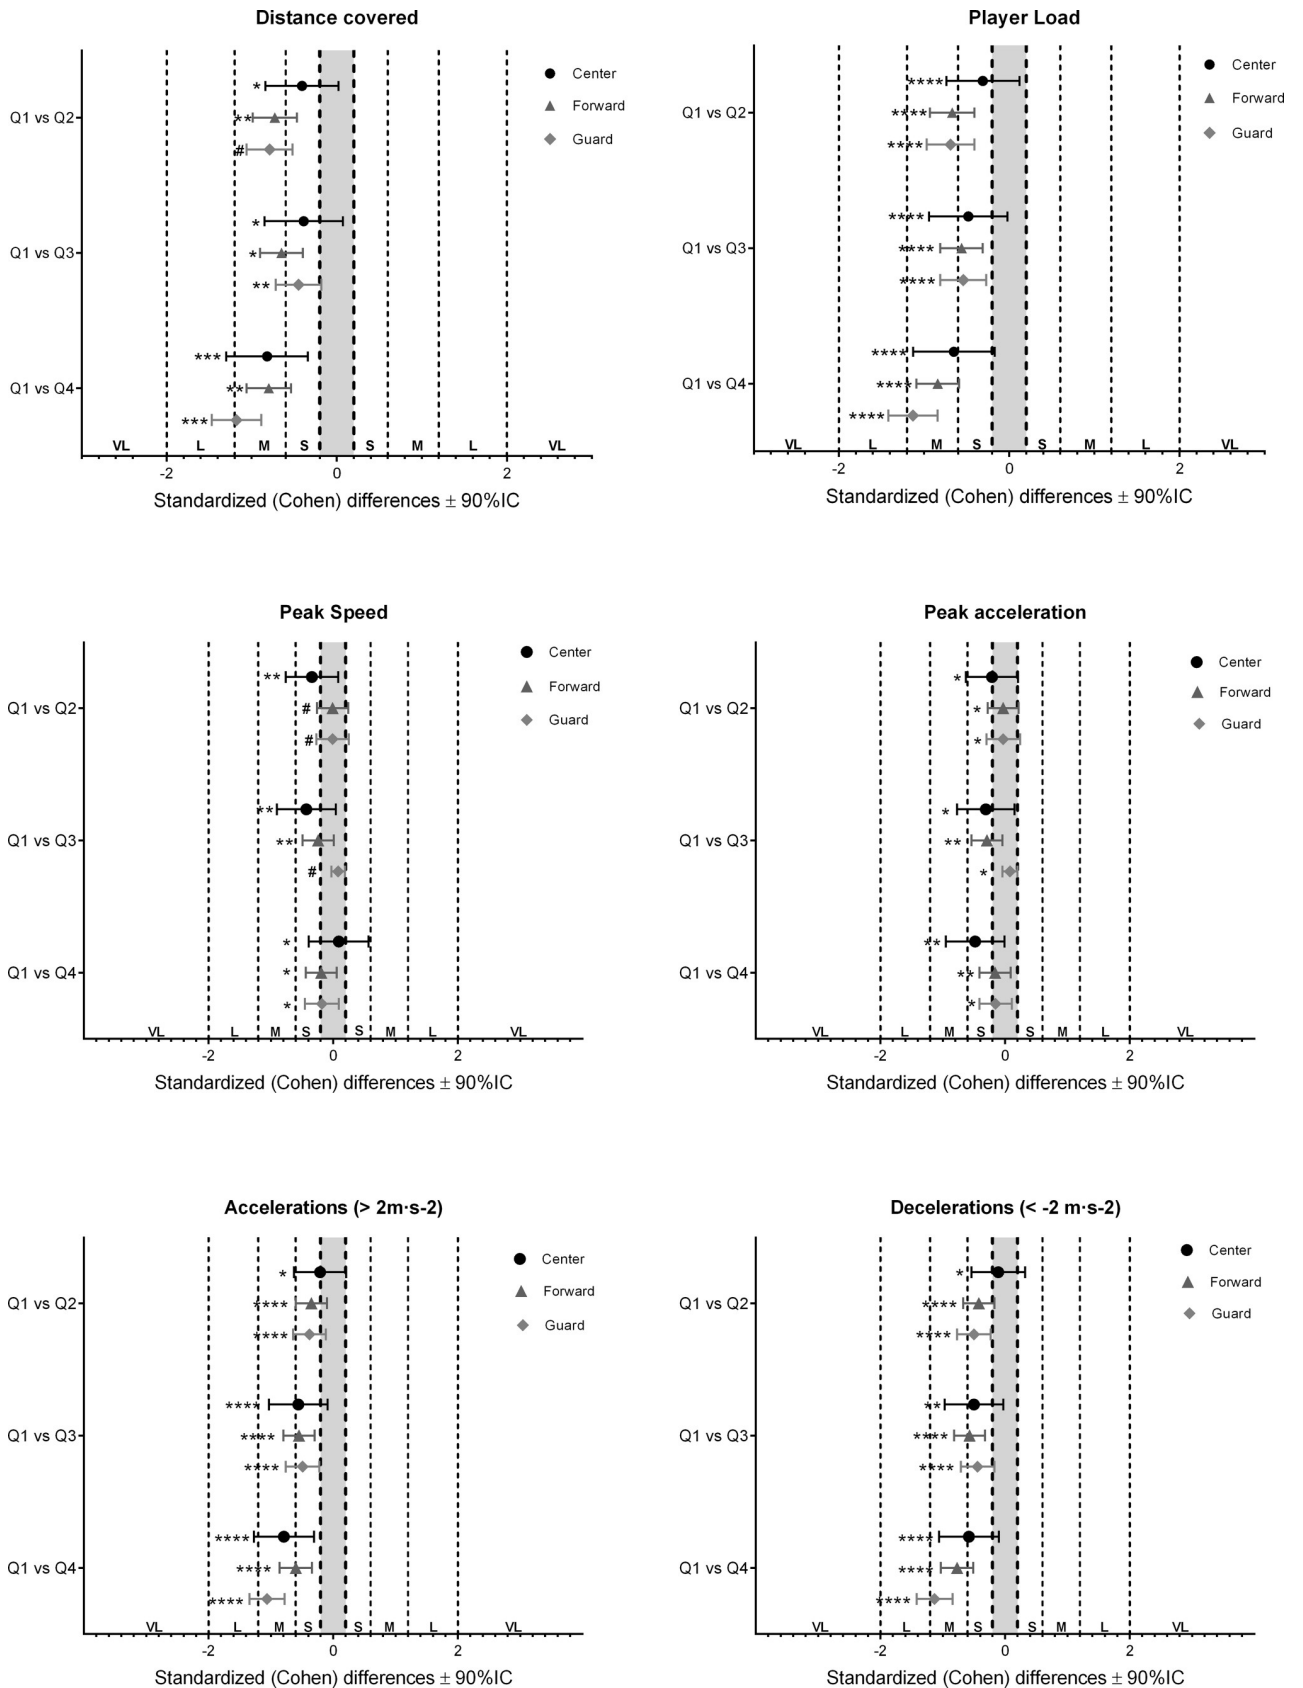 Distance covered
Center
Forward
Guard
Q1 vs Q2
*
**
#
Q1 vs Q3
*
*
**
Q1 vs Q4
***
**
***
VL L M S S M L VL
-2 0 2
Standardized (Cohen) differences ± 90%IC
Player Load
Center
Forward
Guard
Q1 vs Q2
****
****
****
Q1 vs Q3
****
****
****
Q1 vs Q4
****
****
****
VL L M S S M L VL
-2 0 2
Standardized (Cohen) differences ± 90%IC
Peak Speed
Center
Forward
Guard
Q1 vs Q2
**
#
#
Q1 vs Q3
**
**
#
Q1 vs Q4
*
*
*
VL L M S S M L VL
-2 0 2
Standardized (Cohen) differences ± 90%IC
Peak acceleration
Center
Forward
Guard
Q1 vs Q2
*
*
*
Q1 vs Q3
*
**
*
Q1 vs Q4
**
**
*
VL L M S S M L VL
-2 0 2
Standardized (Cohen) differences ± 90%IC
Accelerations (> 2m·s-2)
Center
Forward
Guard
Q1 vs Q2
*
****
****
Q1 vs Q3
****
****
****
Q1 vs Q4
****
****
****
VL L M S S M L VL
-2 0 2
Standardized (Cohen) differences ± 90%IC
Decelerations (< -2 m·s-2)
Center
Forward
Guard
Q1 vs Q2
*
****
****
Q1 vs Q3
**
****
****
Q1 vs Q4
****
****
****
VL L M S S M L VL
-2 0 2
Standardized (Cohen) differences ± 90%IC